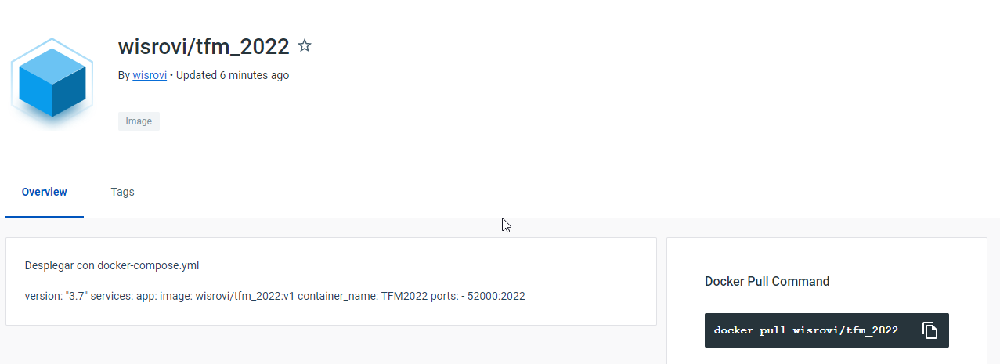 wisrovi/tfm_2022
By wisrovi • Updated 6 minutes ago
Image
Overview
Tags
Desplegar con docker-compose.yml
version: "3.7" services: app: image: wisrovi/tfm_2022:v1 container_name: TFM2022 ports: - 52000:2022
Docker Pull Command
docker pull wisrovi/tfm_2022